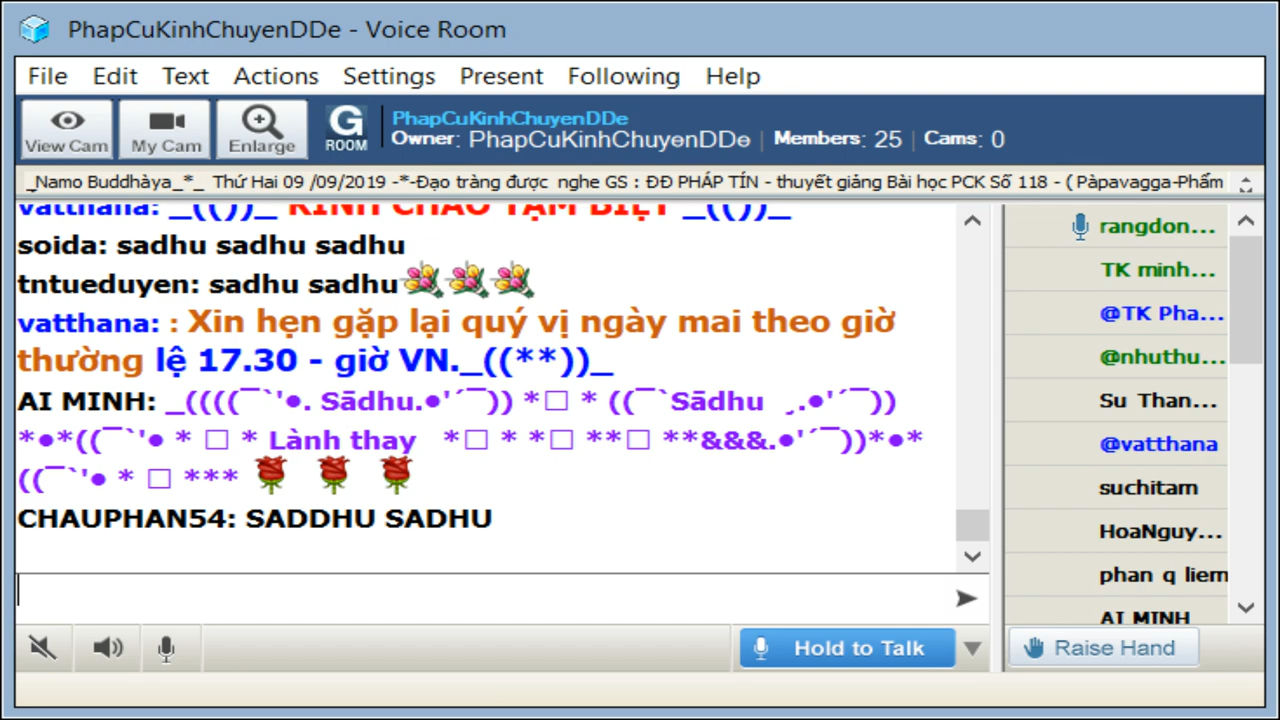 PhapCuKinhChuyenDDe - Voice Room
File Edit Text Actions Settings Present Following Help
View Cam My Cam Enlarge G ROOM
PhapCuKinhChuyenDDe
Owner: PhapCuKinhChuyenDDe | Members: 25 | Cams: 0
_Namo Buddhàya_*_ Thứ Hai 09 /09/2019 -*-Đạo tràng được nghe GS : ĐĐ PHÁP TÍN - thuyết giảng Bài học PCK Số 118 - ( Pàpavagga-Phẩm
vatthana: _(())_ KÍNH CHÀO TẠM BIỆT _(())_
soida: sadhu sadhu sadhu
tntueduyen: sadhu sadhu
vatthana: : Xin hẹn gặp lại quý vị ngày mai theo giờ
thường lệ 17.30 - giờ VN._((**))_
AI MINH: _((((¯`'●. Sādhu.●'´¯)) *□ * ((¯`Sādhu ¸.●'´¯))
*●*((¯`'● * □ * Lành thay *□ * *□ **□ **&&&.●'´¯))*●*
((¯`'● * □ ***
CHAUPHAN54: SADDHU SADHU
rangdon...
TK minh...
@TK Pha...
@nhuthu...
Su Than...
@vatthana
suchitam
HoaNguy...
phan q liem
AI MINH
Hold to Talk
Raise Hand